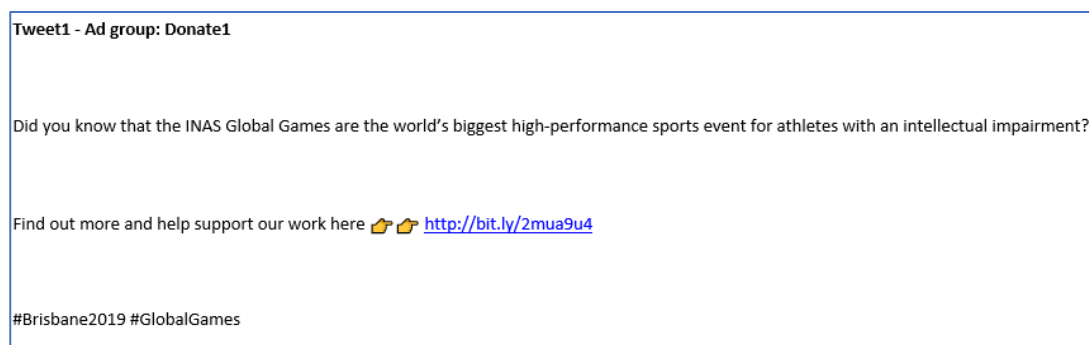 Tweet1 - Ad group: Donate1
Did you know that the INAS Global Games are the world’s biggest high-performance sports event for athletes with an intellectual impairment?
Find out more and help support our work here 👉👉 http://bit.ly/2mua9u4
#Brisbane2019 #GlobalGames